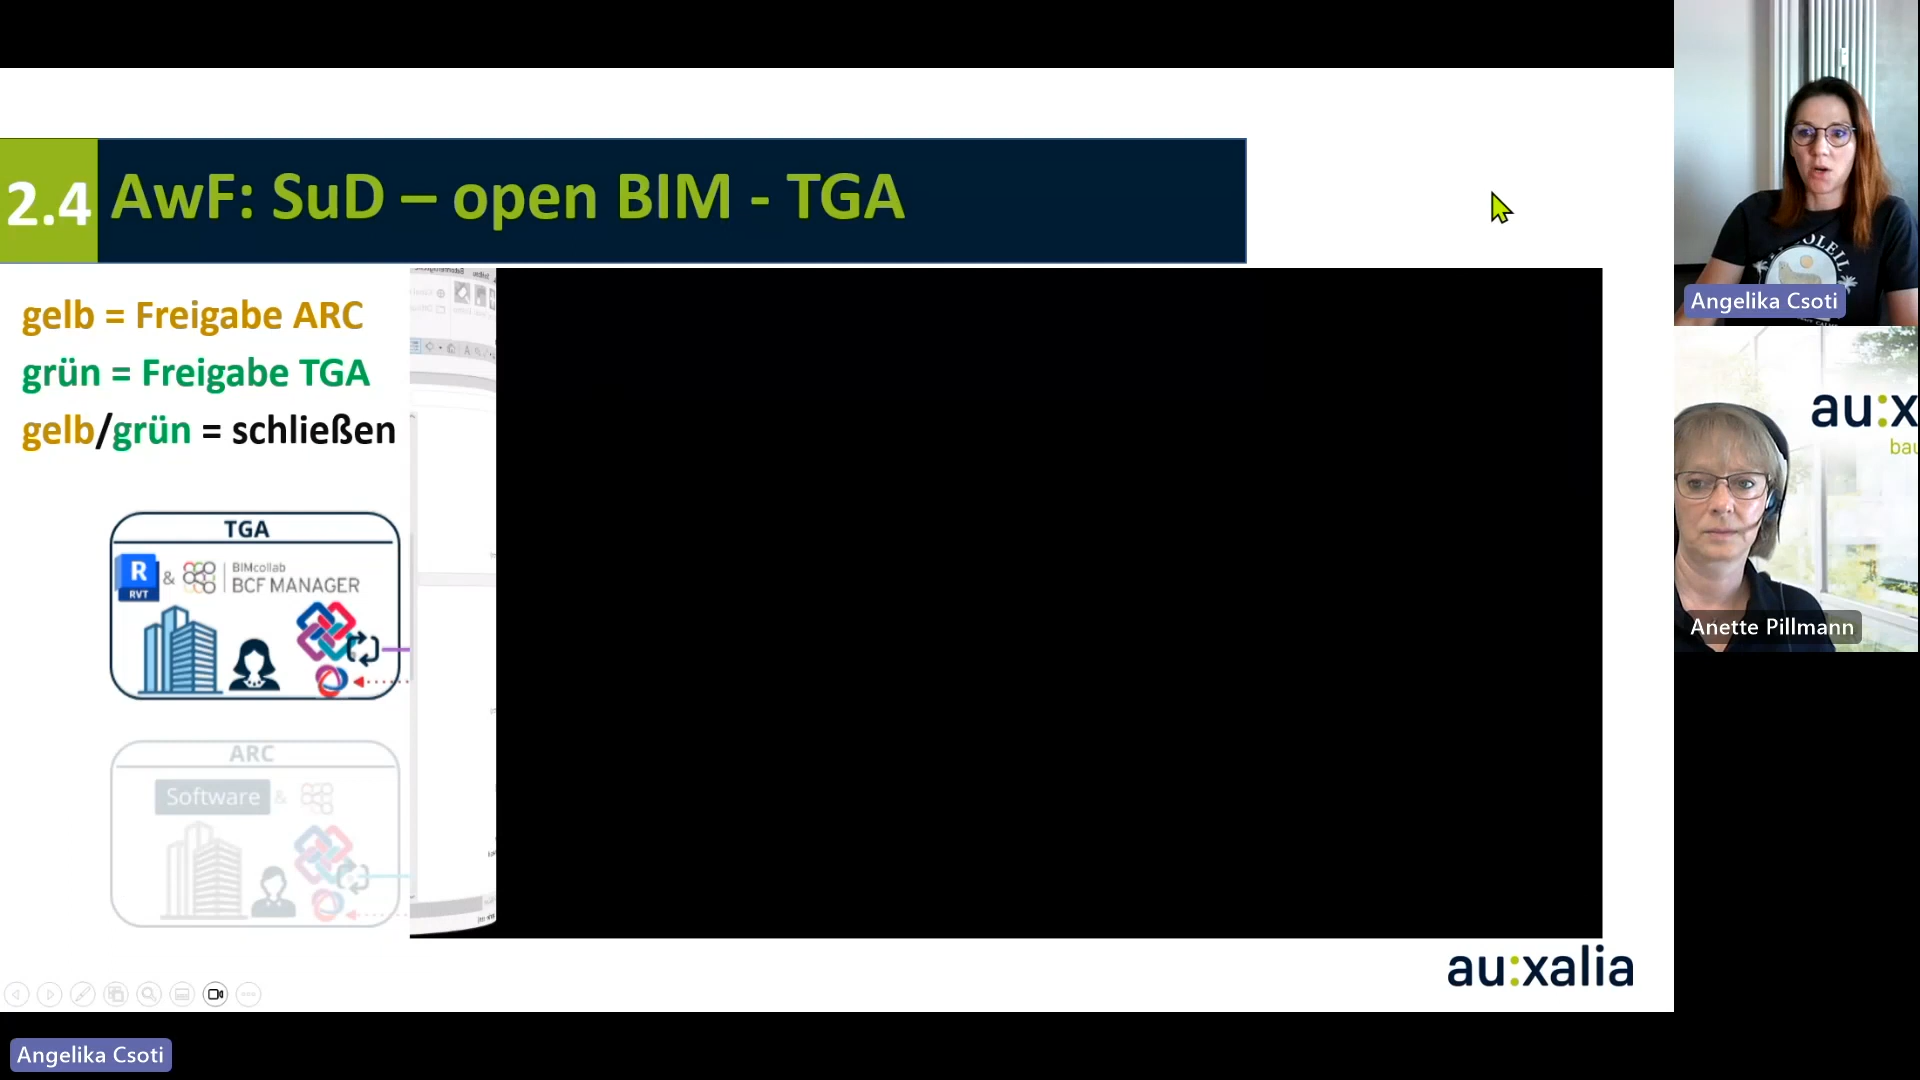 2.4
AwF: SuD – open BIM - TGA
gelb = Freigabe ARC
grün = Freigabe TGA
gelb/grün = schließen
TGA
R
RVT
&
BIMcollab
BCF MANAGER
ARC
Software
&
au:xalia
OLEIL
Angelika Csoti
au:x
bau
Anette Pillmann
Angelika Csoti